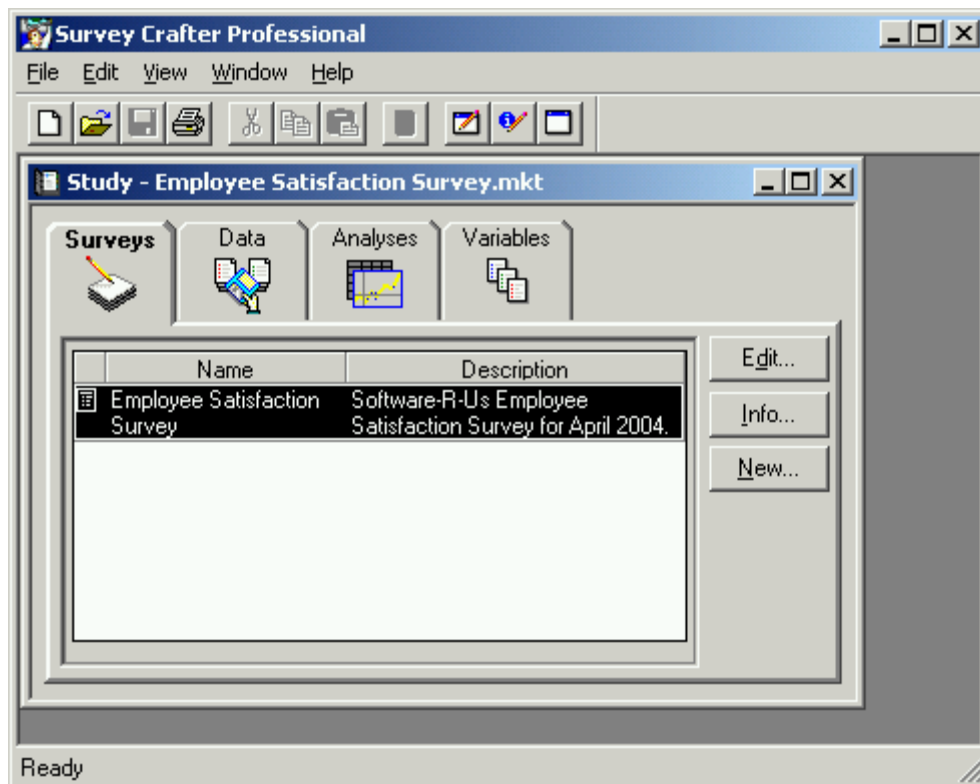 Survey Crafter Professional
File Edit View Window Help
Study - Employee Satisfaction Survey.mkt
Surveys Data Analyses Variables
Name Description
Employee Satisfaction Software-R-Us Employee
Survey Satisfaction Survey for April 2004.
Edit...
Info...
New...
Ready